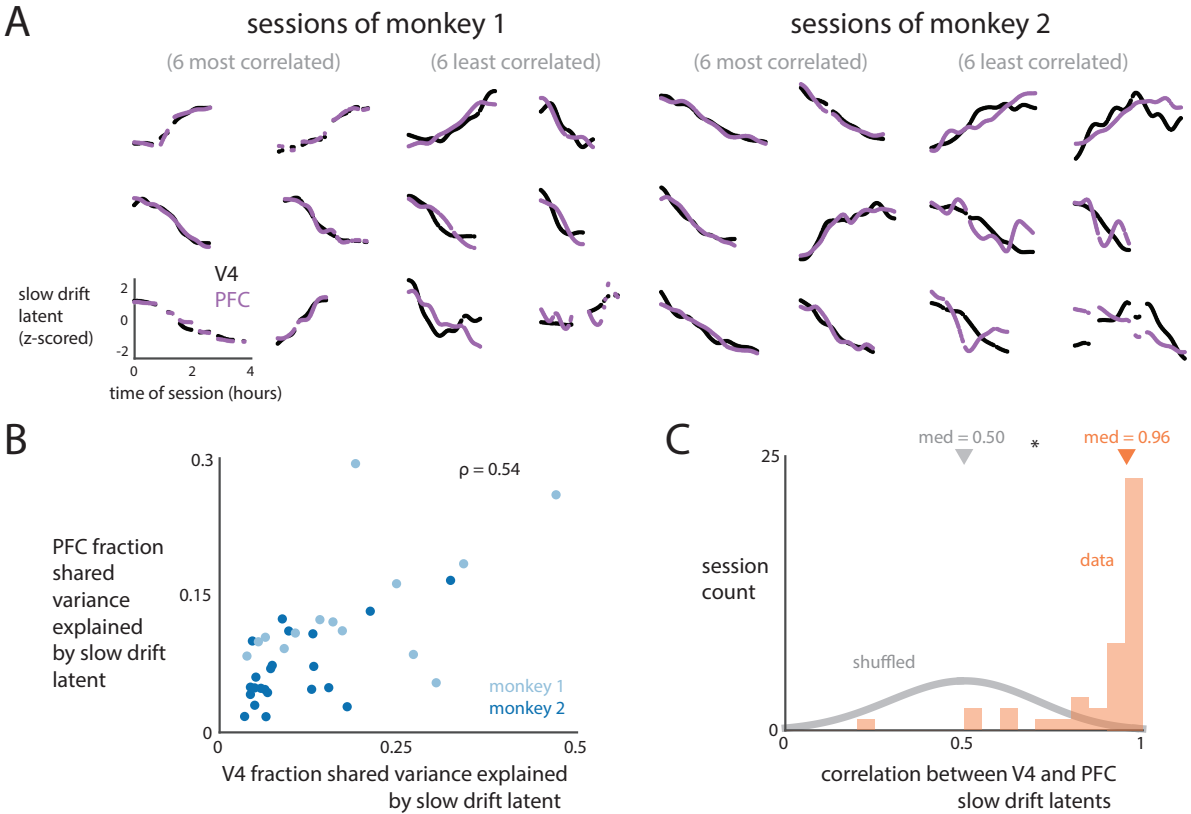 A
sessions of monkey 1
sessions of monkey 2
(6 most correlated)
(6 least correlated)
(6 most correlated)
(6 least correlated)
slow drift
latent
(z-scored)
2
0
-2
V4
PFC
0
2
4
time of session (hours)
B
0.3
0.15
0
PFC fraction
shared
variance
explained
by slow drift
latent
ρ = 0.54
monkey 1
monkey 2
0
0.25
0.5
V4 fraction shared variance explained
by slow drift latent
C
med = 0.50
*
med = 0.96
25
session
count
data
shuffled
0
0
0.5
1
correlation between V4 and PFC
slow drift latents